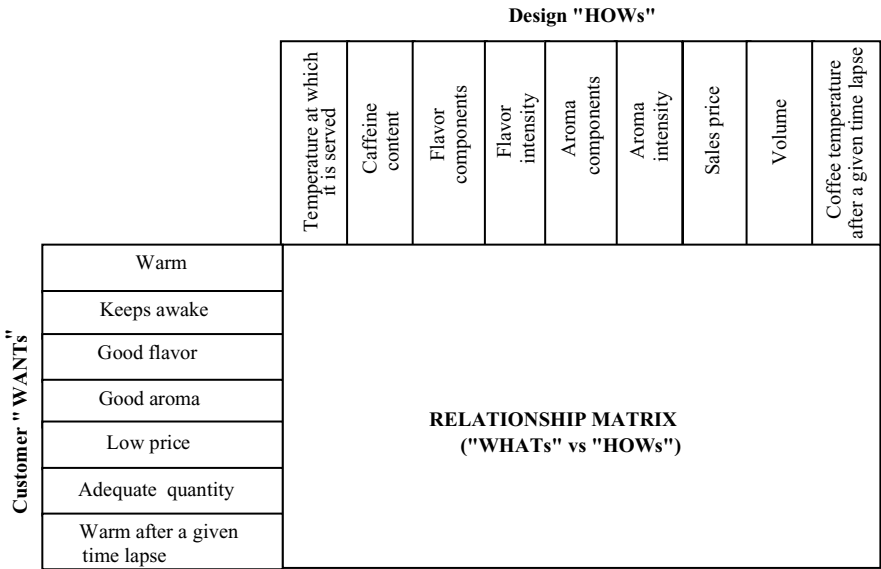 Design "HOWs"
Temperature at which
it is served
Caffeine
content
Flavor
components
Flavor
intensity
Aroma
components
Aroma
intensity
Sales price
Volume
Coffee temperature
after a given time lapse
Customer " WANTs"
Warm
Keeps awake
Good flavor
Good aroma
Low price
Adequate quantity
Warm after a given
time lapse
RELATIONSHIP MATRIX
("WHATs" vs "HOWs")